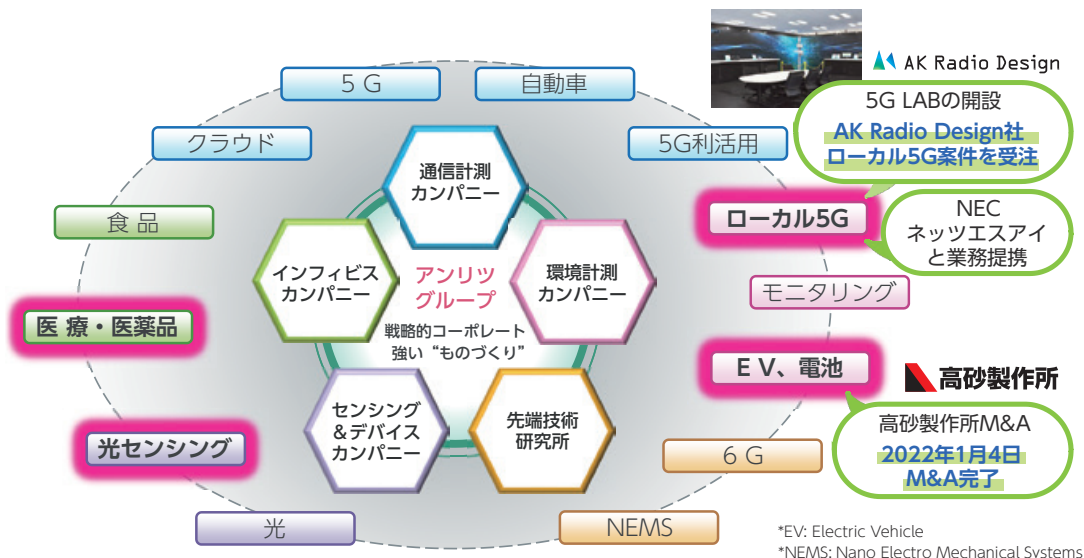 AK Radio Design
5G LABの開設
AK Radio Design社
ローカル5G案件を受注
5 G
自動車
クラウド
5G利活用
通信計測
カンパニー
食 品
ローカル5G
NEC
ネッツエスアイ
と業務提携
インフィビス
カンパニー
アンリツ
グループ
環境計測
カンパニー
モニタリング
医 療・医薬品
戦略的コーポレート
強い“ものづくり”
E V、電池
高砂製作所
センシング
&デバイス
カンパニー
先端技術
研究所
高砂製作所M&A
2022年1月4日
M&A完了
光センシング
6 G
光
NEMS
*EV: Electric Vehicle
*NEMS: Nano Electro Mechanical Systems